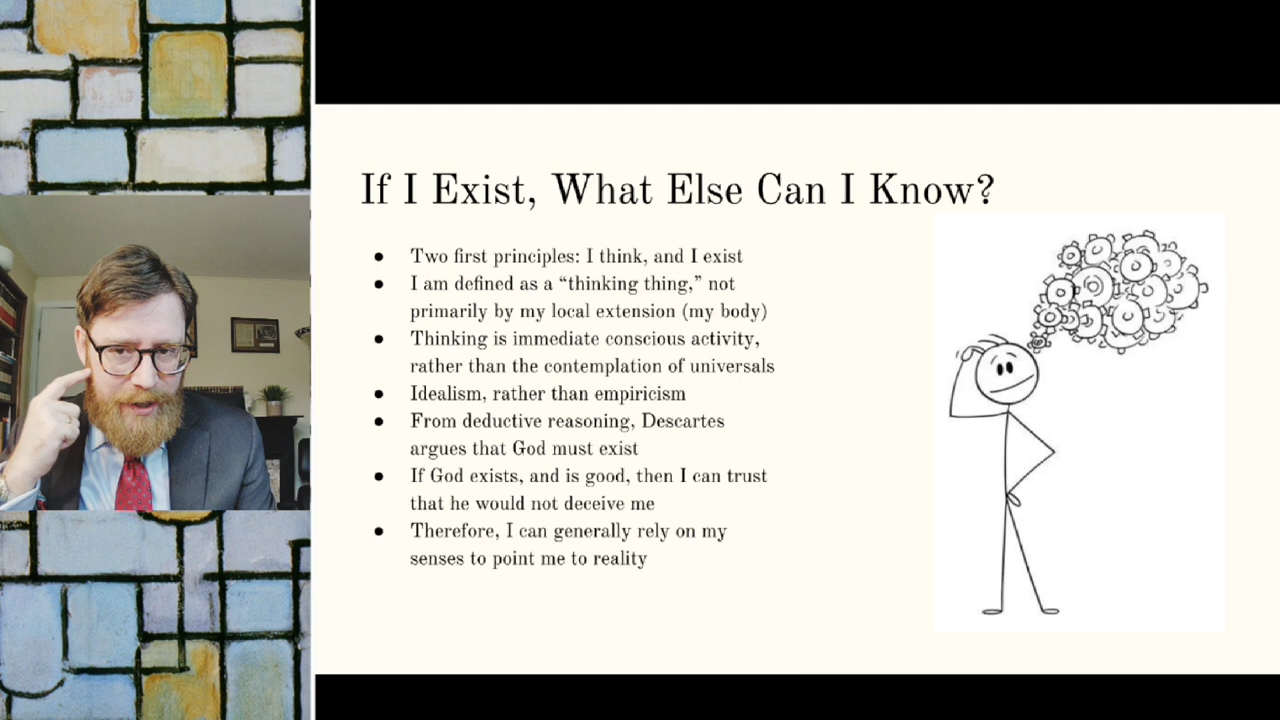 If I Exist, What Else Can I Know?
● Two first principles: I think, and I exist
● I am defined as a “thinking thing,” not
primarily by my local extension (my body)
● Thinking is immediate conscious activity,
rather than the contemplation of universals
● Idealism, rather than empiricism
● From deductive reasoning, Descartes
argues that God must exist
● If God exists, and is good, then I can trust
that he would not deceive me
● Therefore, I can generally rely on my
senses to point me to reality